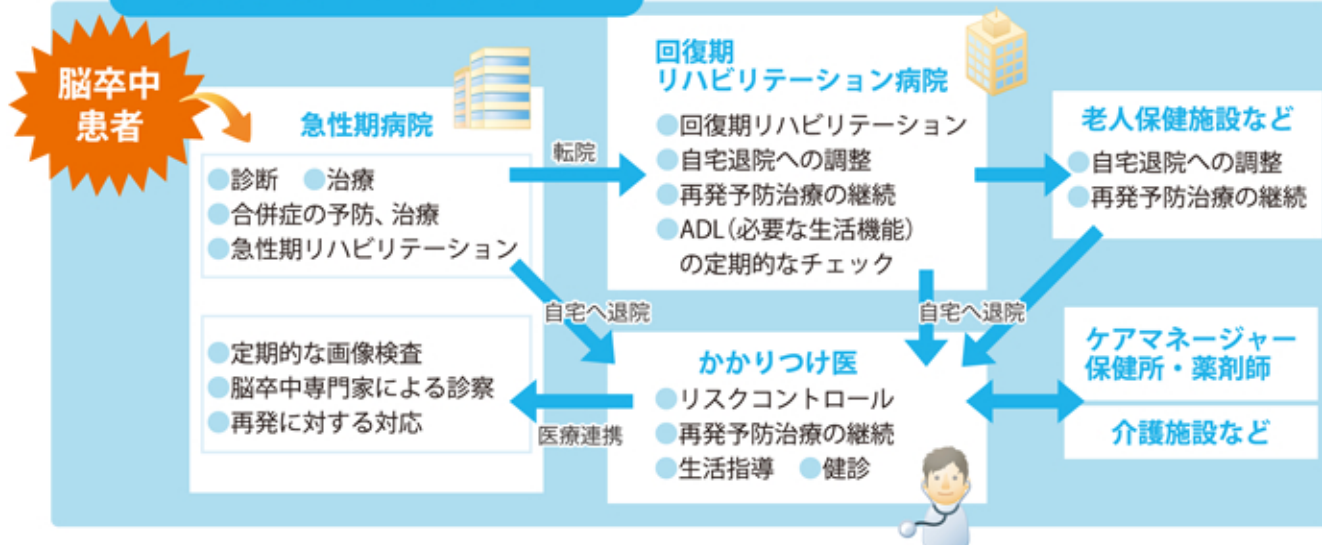 脳卒中
患者
急性期病院
●診断 ●治療
●合併症の予防、治療
●急性期リハビリテーション
●定期的な画像検査
●脳卒中専門家による診察
●再発に対する対応
転院
回復期
リハビリテーション病院
●回復期リハビリテーション
●自宅退院への調整
●再発予防治療の継続
●ADL(必要な生活機能)
の定期的なチェック
老人保健施設など
●自宅退院への調整
●再発予防治療の継続
自宅へ退院
自宅へ退院
医療連携
かかりつけ医
●リスクコントロール
●再発予防治療の継続
●生活指導 ●健診
ケアマネージャー
保健所・薬剤師
介護施設など